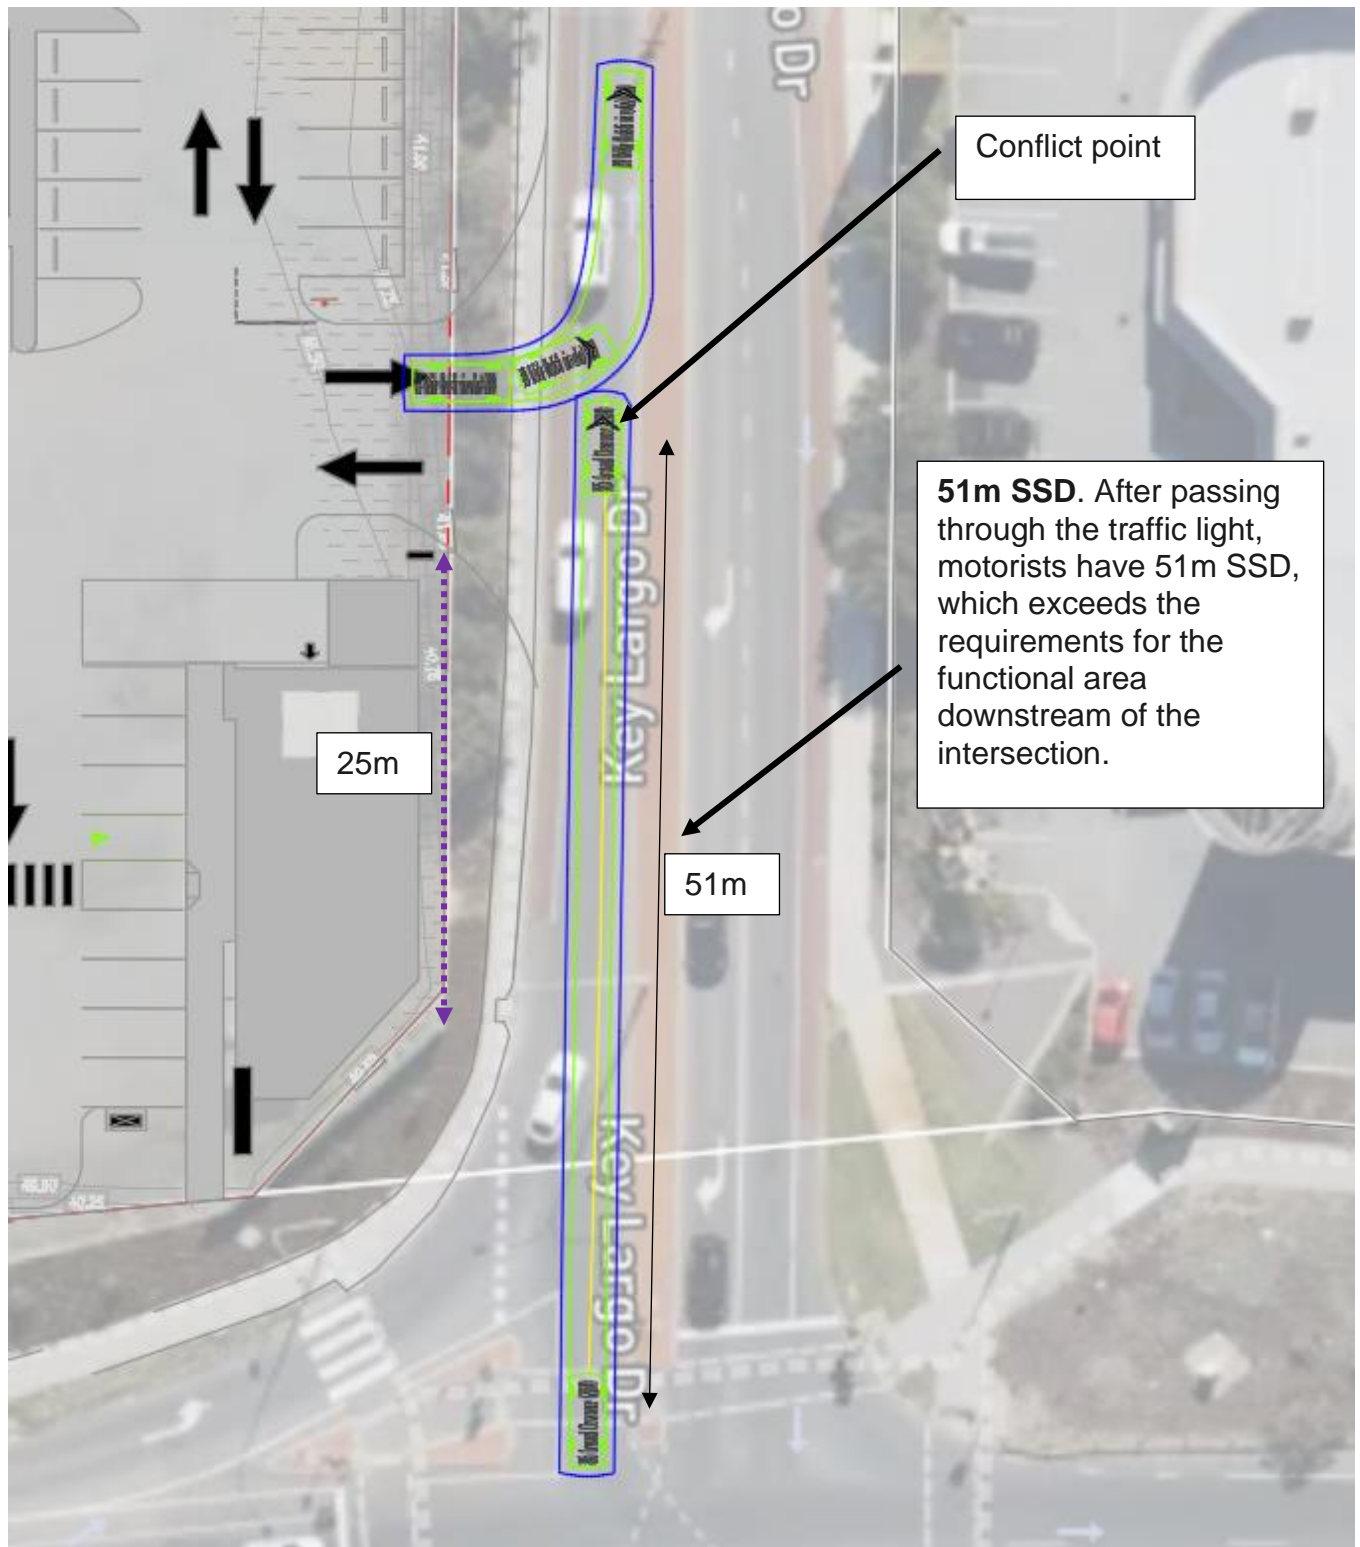 o Dr
Conflict point
51m SSD. After passing
through the traffic light,
motorists have 51m SSD,
which exceeds the
requirements for the
functional area
downstream of the
intersection.
Key Largo Dr
25m
51m
Key Largo Dr